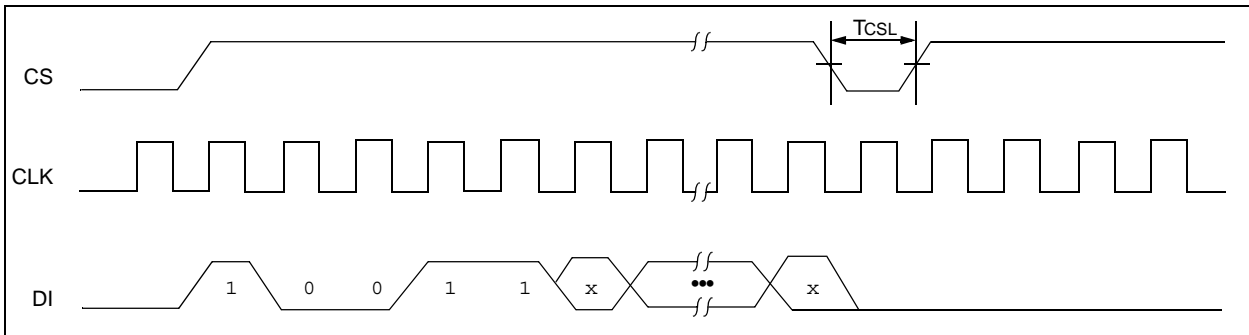 TCSL
CS
CLK
DI
1 0 0 1 1 x ••• x